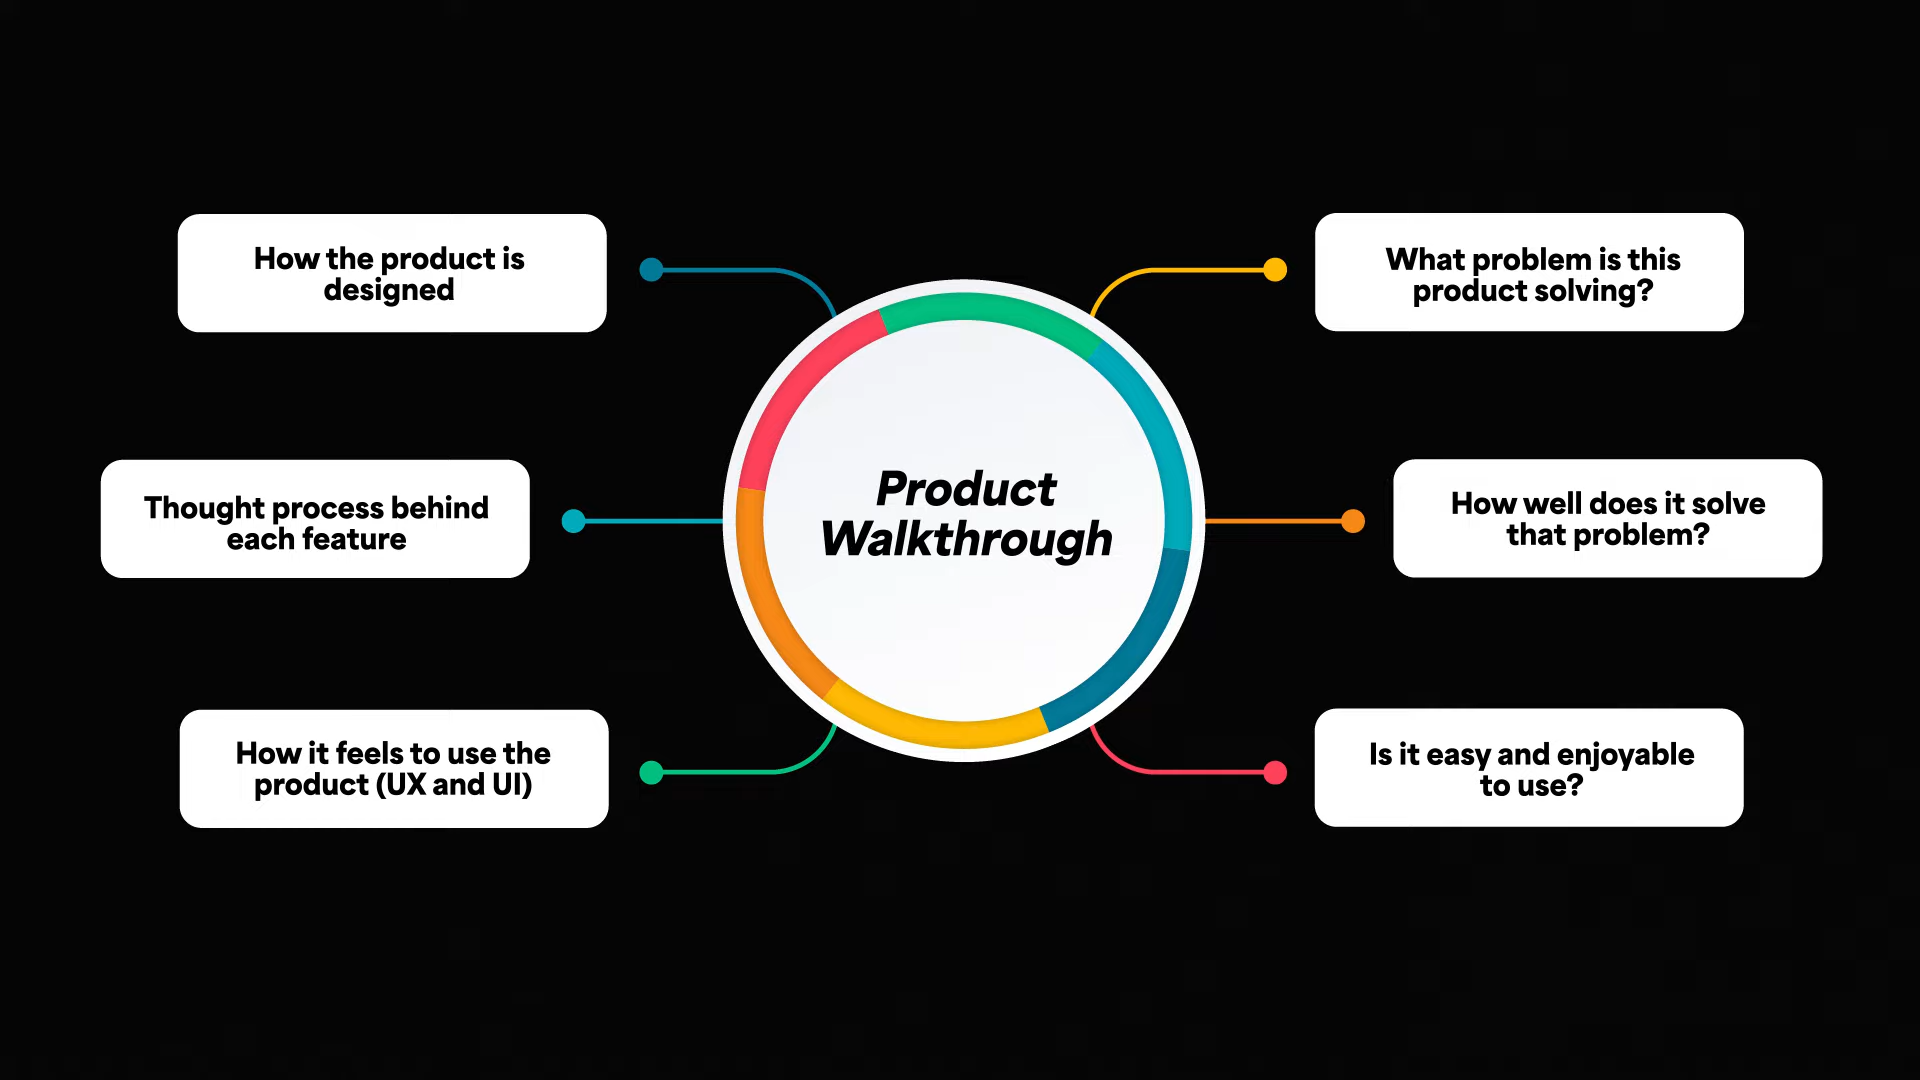 How the product is
designed
What problem is this
product solving?
Thought process behind
each feature
Product
Walkthrough
How well does it solve
that problem?
How it feels to use the
product (UX and UI)
Is it easy and enjoyable
to use?